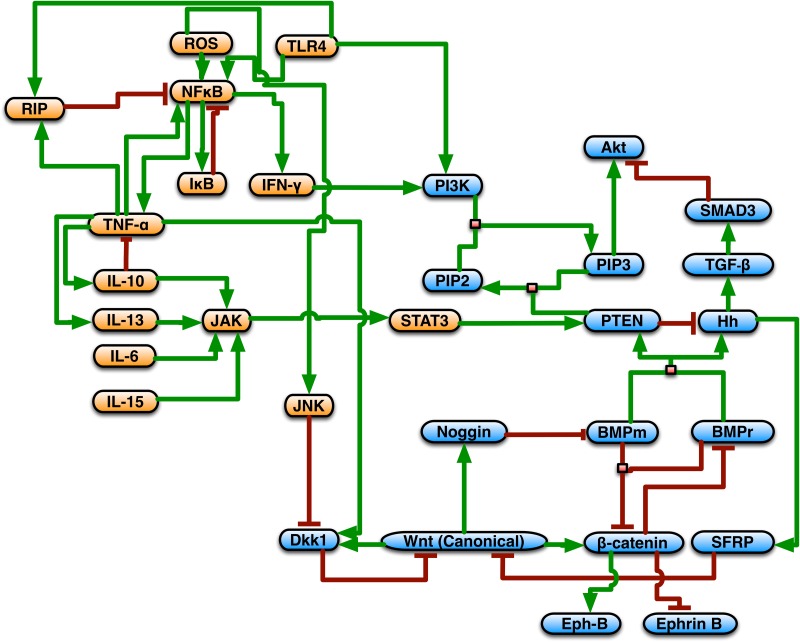 ROS
TLR4
NFκB
RIP
Akt
IκB
IFN-γ
PI3K
SMAD3
TNF-α
TGF-β
PIP3
IL-10
PIP2
IL-13
JAK
STAT3
PTEN
Hh
IL-6
IL-15
JNK
Noggin
BMPm
BMPr
Dkk1
Wnt (Canonical)
β-catenin
SFRP
Eph-B
Ephrin B